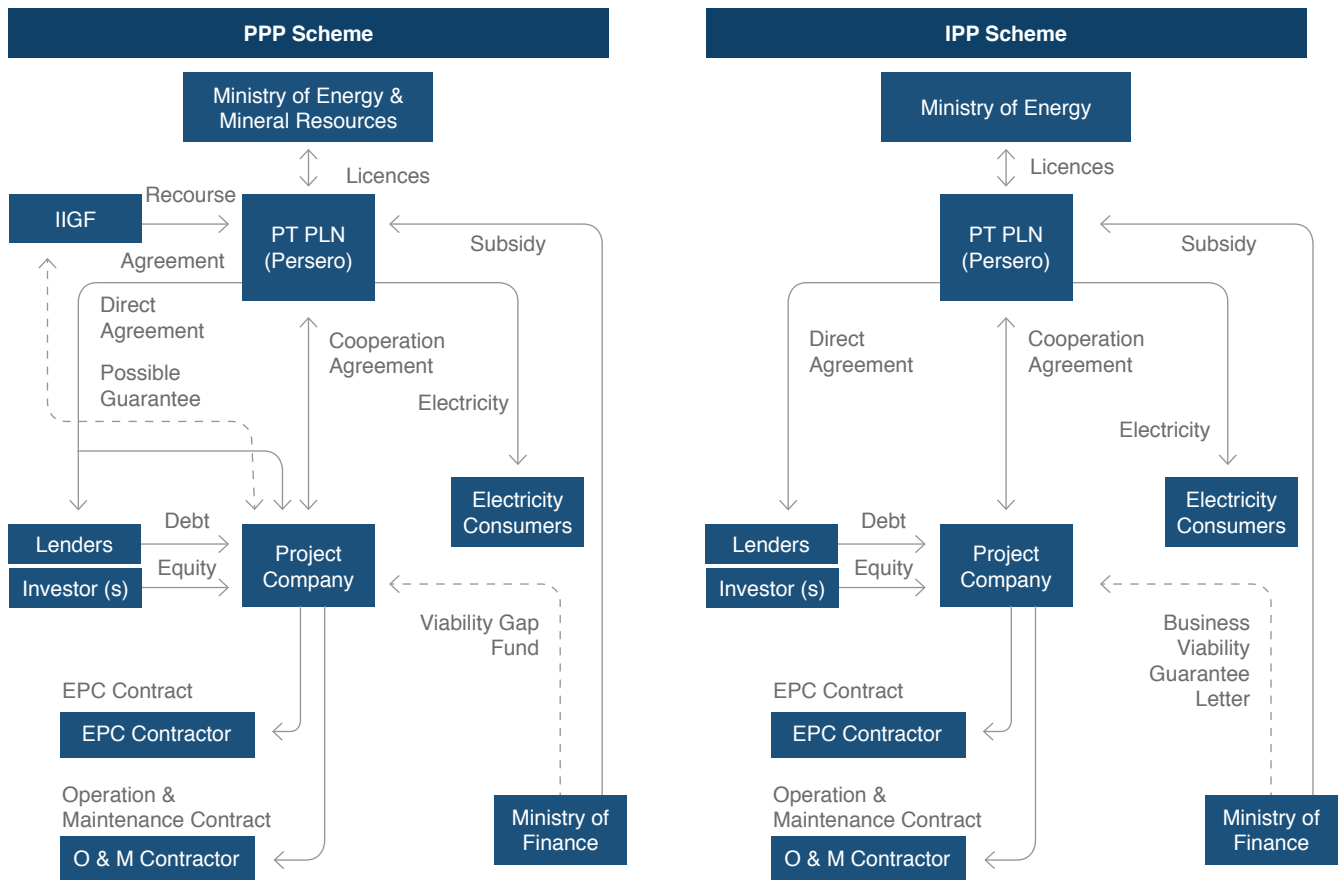 PPP Scheme
Ministry of Energy &
Mineral Resources
Licences
Recourse
IIGF
PT PLN
(Persero)
Subsidy
Agreement
Direct
Agreement
Cooperation
Agreement
Possible
Guarantee
Electricity
Electricity
Consumers
Debt
Lenders
Equity
Investor (s)
Project
Company
Viability Gap
Fund
EPC Contract
EPC Contractor
Operation &
Maintenance Contract
O & M Contractor
Ministry of
Finance
IPP Scheme
Ministry of Energy
Licences
PT PLN
(Persero)
Subsidy
Direct
Agreement
Cooperation
Agreement
Electricity
Electricity
Consumers
Debt
Lenders
Equity
Investor (s)
Project
Company
Business
Viability
Guarantee
Letter
EPC Contract
EPC Contractor
Operation &
Maintenance Contract
O & M Contractor
Ministry of
Finance